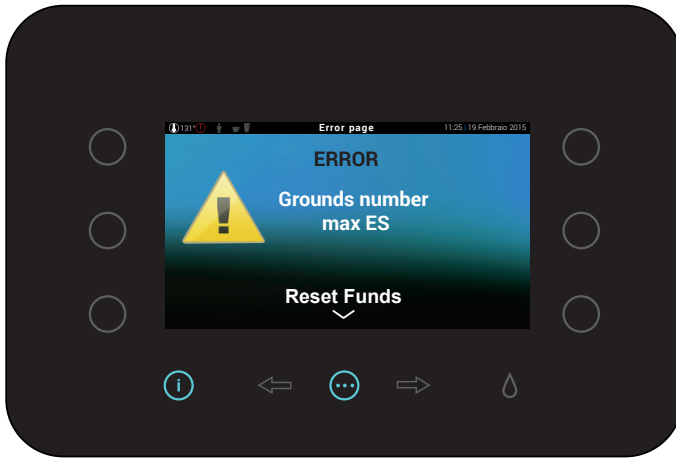 131° Error page 11:25 | 19 Febbraio 2015
ERROR
Grounds number
max ES
Reset Funds